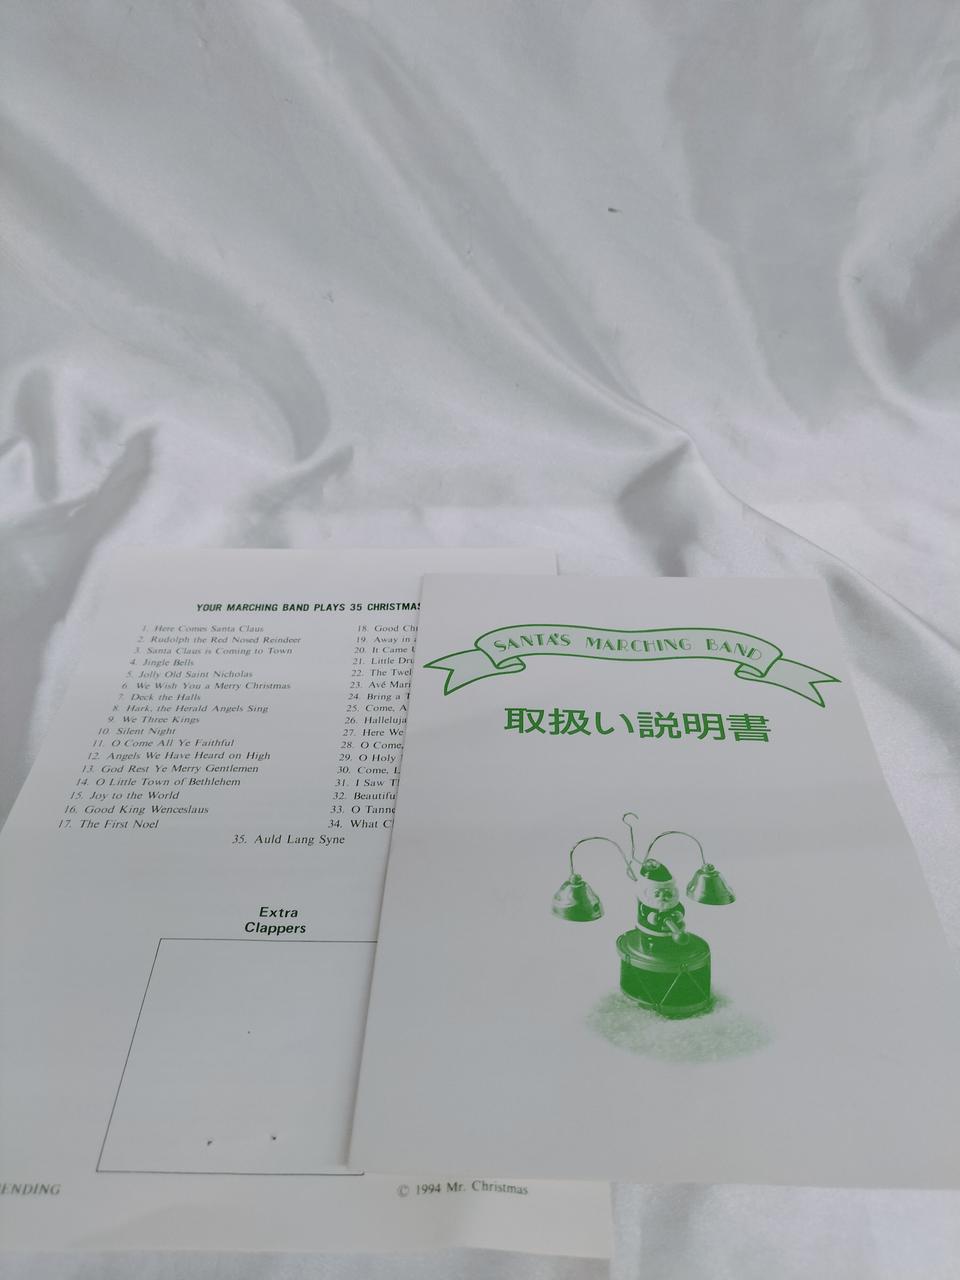 YOUR MARCHING BAND PLAYS 35
1. Here Comes Santa Claus
2. Rudolph the Red Nosed Reindeer
3. Santa Claus is Coming to Town
4. Jingle Bells
5. Jolly Old Saint Nicholas
6. We Wish You a Merry Christmas
7. Deck the Halls
8. Hark, the Herald Angels Sing
9. We Three Kings
10. Silent Night
11. O Come All Ye Faithful
12. Angels We Have Heard on High
13. God Rest Ye Merry Gentlemen
14. O Little Town of Bethlehem
15. Joy to the World
16. Good King Wenceslaus
17. The First Noel
18. Good
19. Away in
20. It Came
21. Little
22. The
23. Avé
24. Bring a
25. Come,
26.
27. Here We
28. O Come,
29. O Holy
30. Come,
31. I Saw
32.
33. O
34. What
35. Auld Lang Syne
Extra
Clappers
© 1994 Mr. Christmas
SANTA'S MARCHING BAND
取扱い説明書